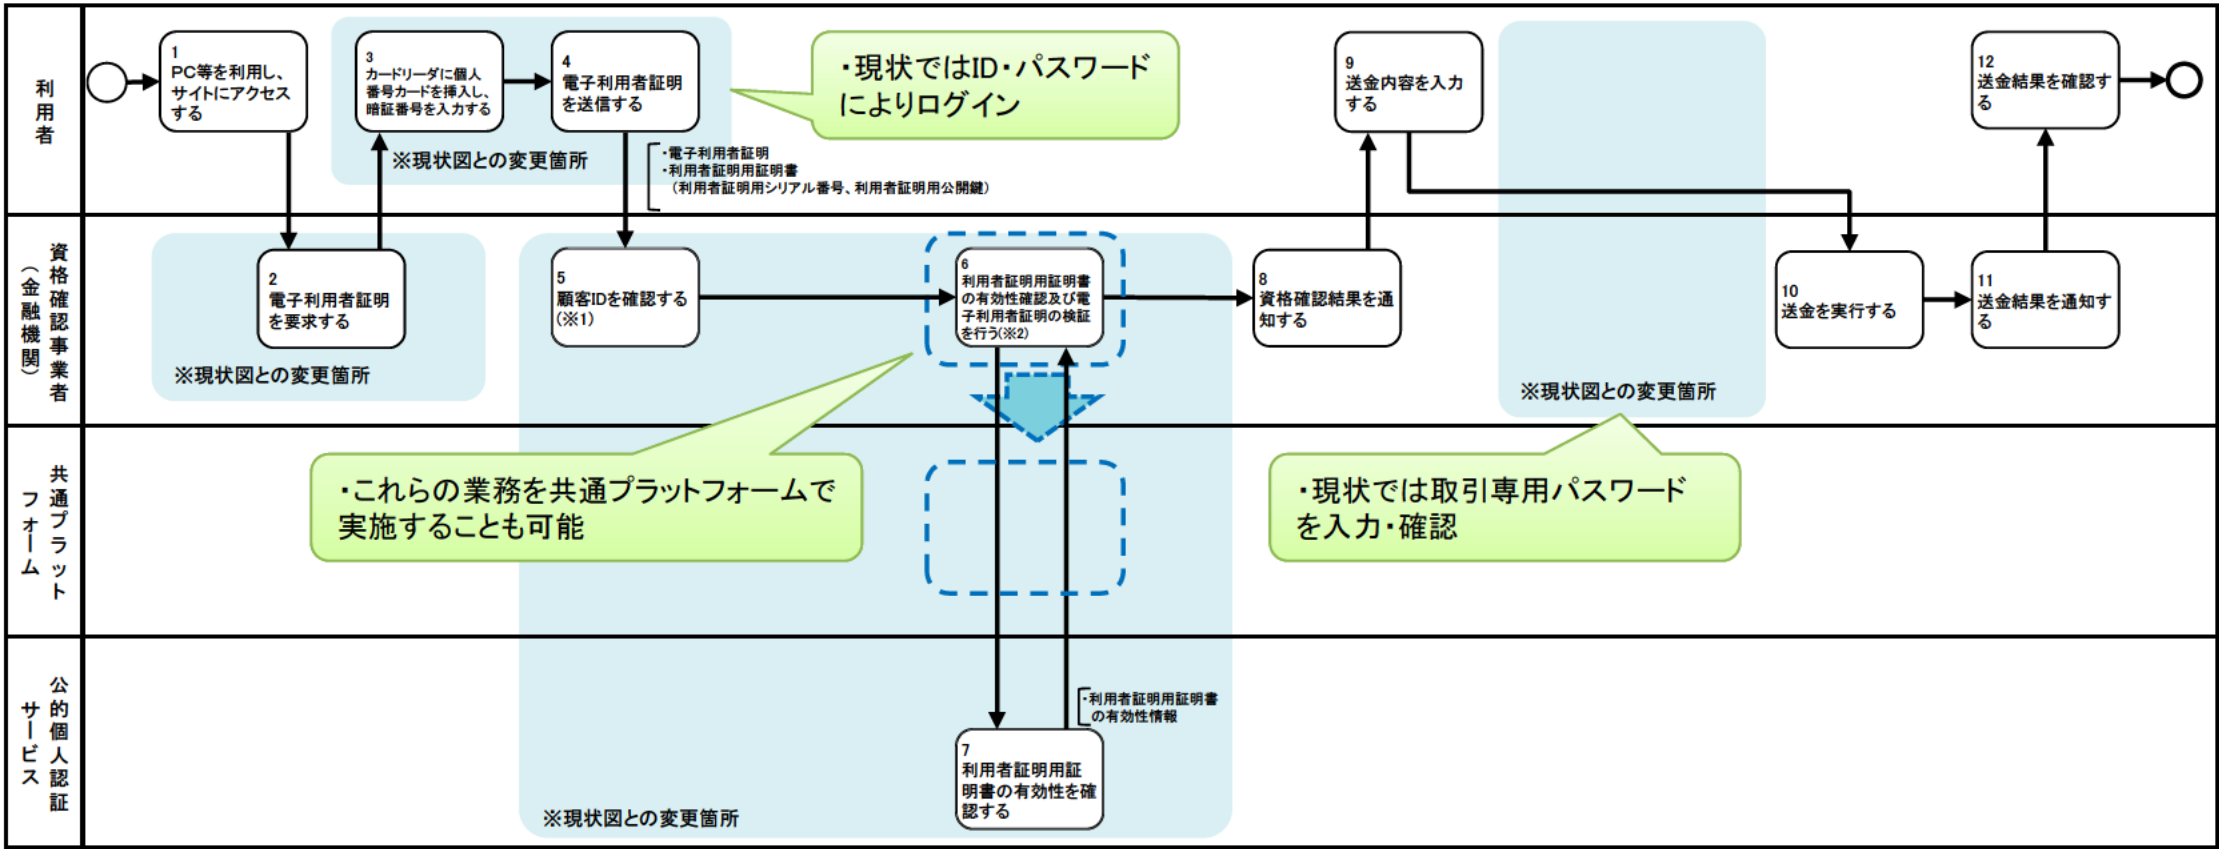 利用者
1
PC等を利用し、
サイトにアクセス
する
3
カードリーダに個人
番号カードを挿入し、
暗証番号を入力する
4
電子利用者証明
を送信する
※現状図との変更箇所
・現状ではID・パスワード
によりログイン
・電子利用者証明
・利用者証明用証明書
(利用者証明用シリアル番号、利用者証明用公開鍵)
9
送金内容を入力
する
12
送金結果を確認す
る
資格確認事業者
(金融機関)
2
電子利用者証明
を要求する
※現状図との変更箇所
5
顧客IDを確認する
(※1)
6
利用者証明用証明書
の有効性確認及び電
子利用者証明の検証
を行う(※2)
8
資格確認結果を通
知する
※現状図との変更箇所
10
送金を実行する
11
送金結果を通知す
る
共通プラット
フォーム
・これらの業務を共通プラットフォームで
実施することも可能
・現状では取引専用パスワード
を入力・確認
公的個人認証
サービス
・利用者証明用証明書
の有効性情報
7
利用者証明用証
明書の有効性を確
認する
※現状図との変更箇所